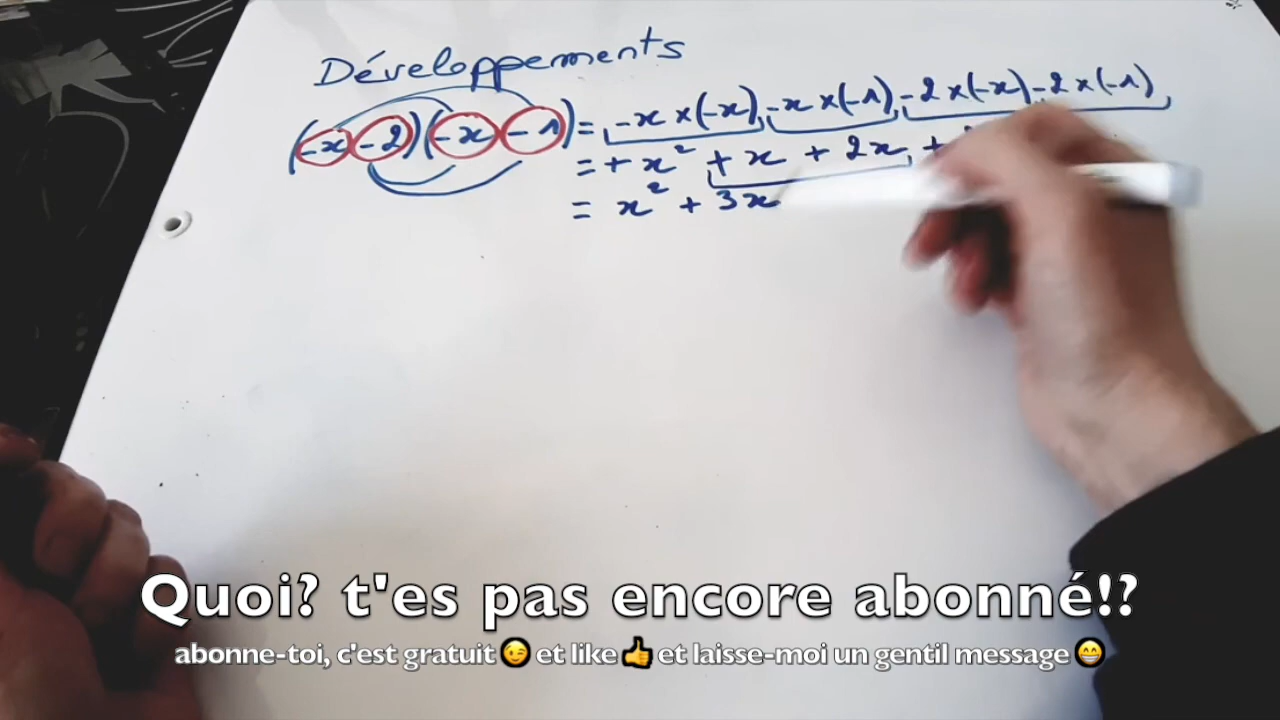 Développements
(-x-2)(-x-1) = -x×(-x) -x×(-1) -2×(-x) -2×(-1)
= +x² +x + 2x +
= x² + 3x
Quoi? t'es pas encore abonné!?
abonne-toi, c'est gratuit 😉 et like 👍 et laisse-moi un gentil message 😁